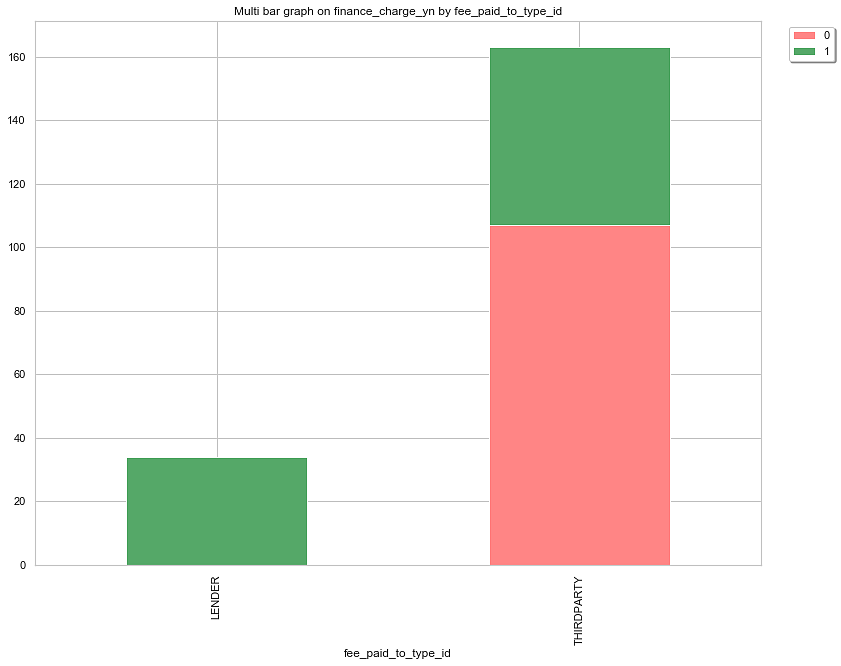 Multi bar graph on finance_charge_yn by fee_paid_to_type_id
0
1
160
140
120
100
80
60
40
20
0
LENDER
THIRDPARTY
fee_paid_to_type_id